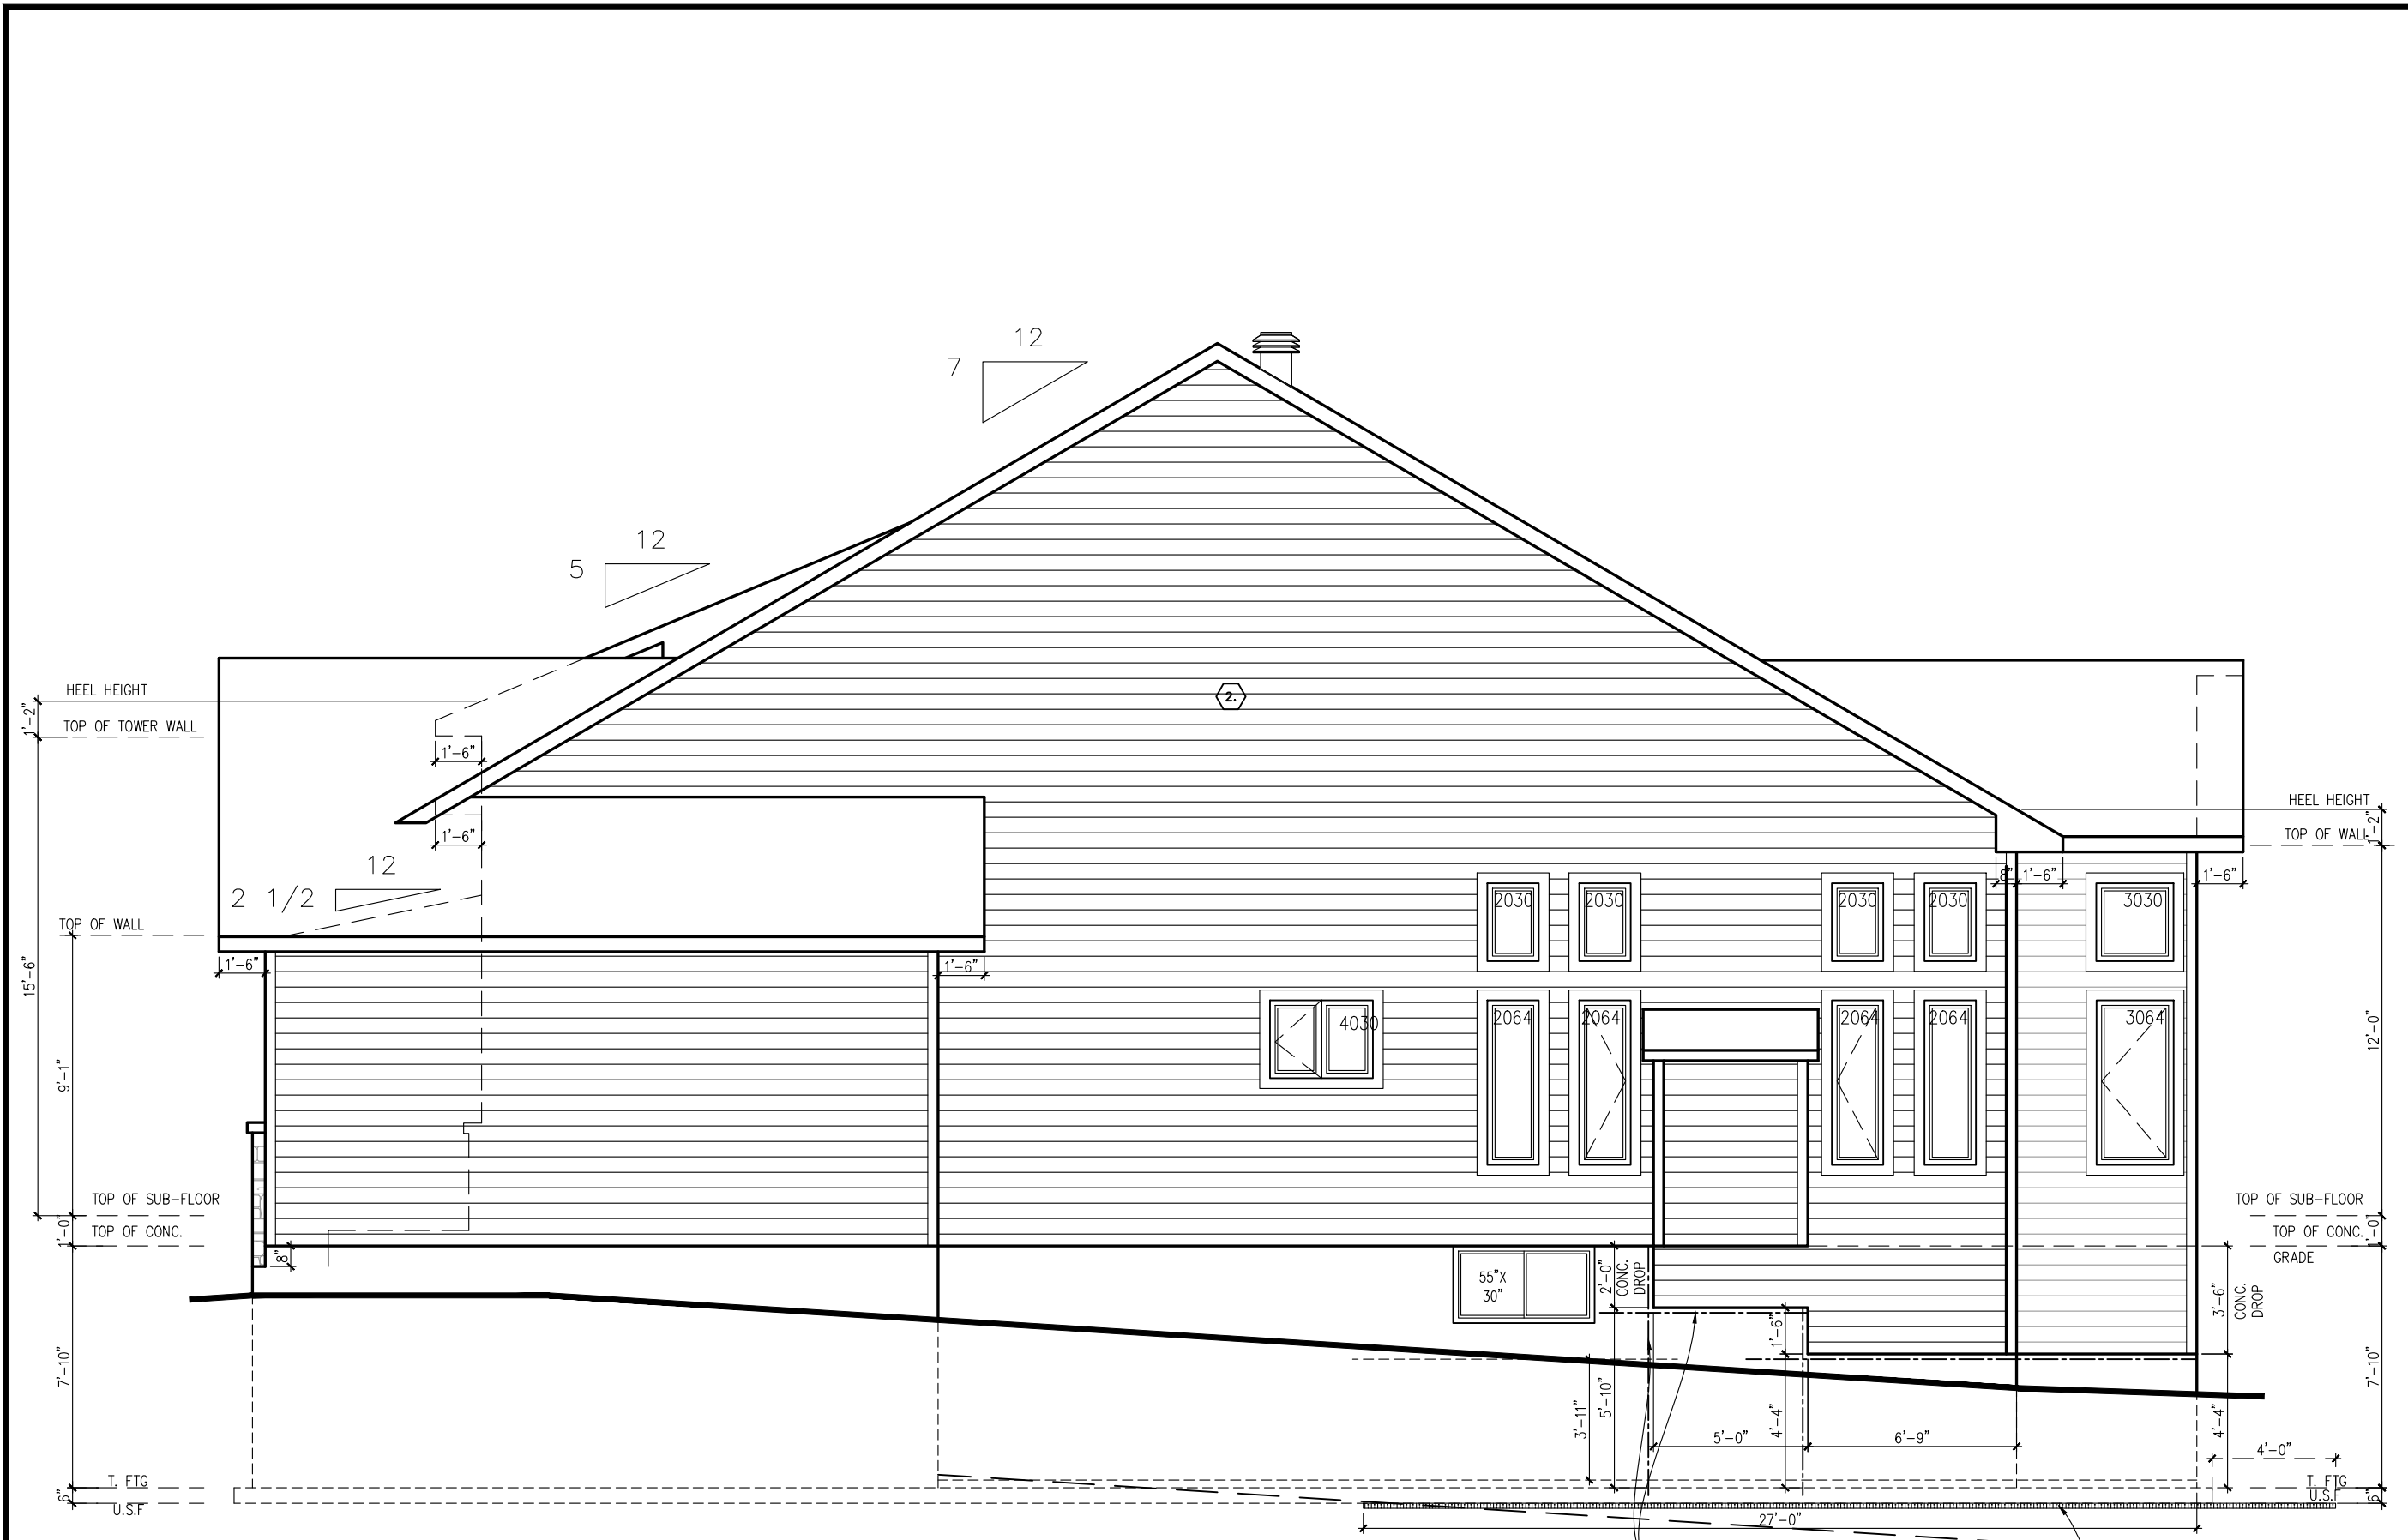 12
7
12
5
2.
HEEL HEIGHT
1'-2"
TOP OF TOWER WALL
1'-6"
1'-6"
12
2 1/2
TOP OF WALL
1'-6"
1'-6"
15'-6"
9'-1"
TOP OF SUB-FLOOR
1'-0"
TOP OF CONC.
8"
7'-10"
T. FTG
6"
U.S.F
HEEL HEIGHT
1'-2"
TOP OF WALL
8"
1'-6"
1'-6"
2030
2030
2030
2030
3030
4030
2064
2064
2064
2064
3064
12'-0"
TOP OF SUB-FLOOR
1'-0"
TOP OF CONC.
GRADE
55"X
30"
2'-0"
CONC.
DROP
1'-6"
3'-6"
CONC.
DROP
7'-10"
3'-11"
5'-10"
4'-4"
4'-4"
5'-0"
6'-9"
4'-0"
T. FTG
U.S.F
6"
27'-0"